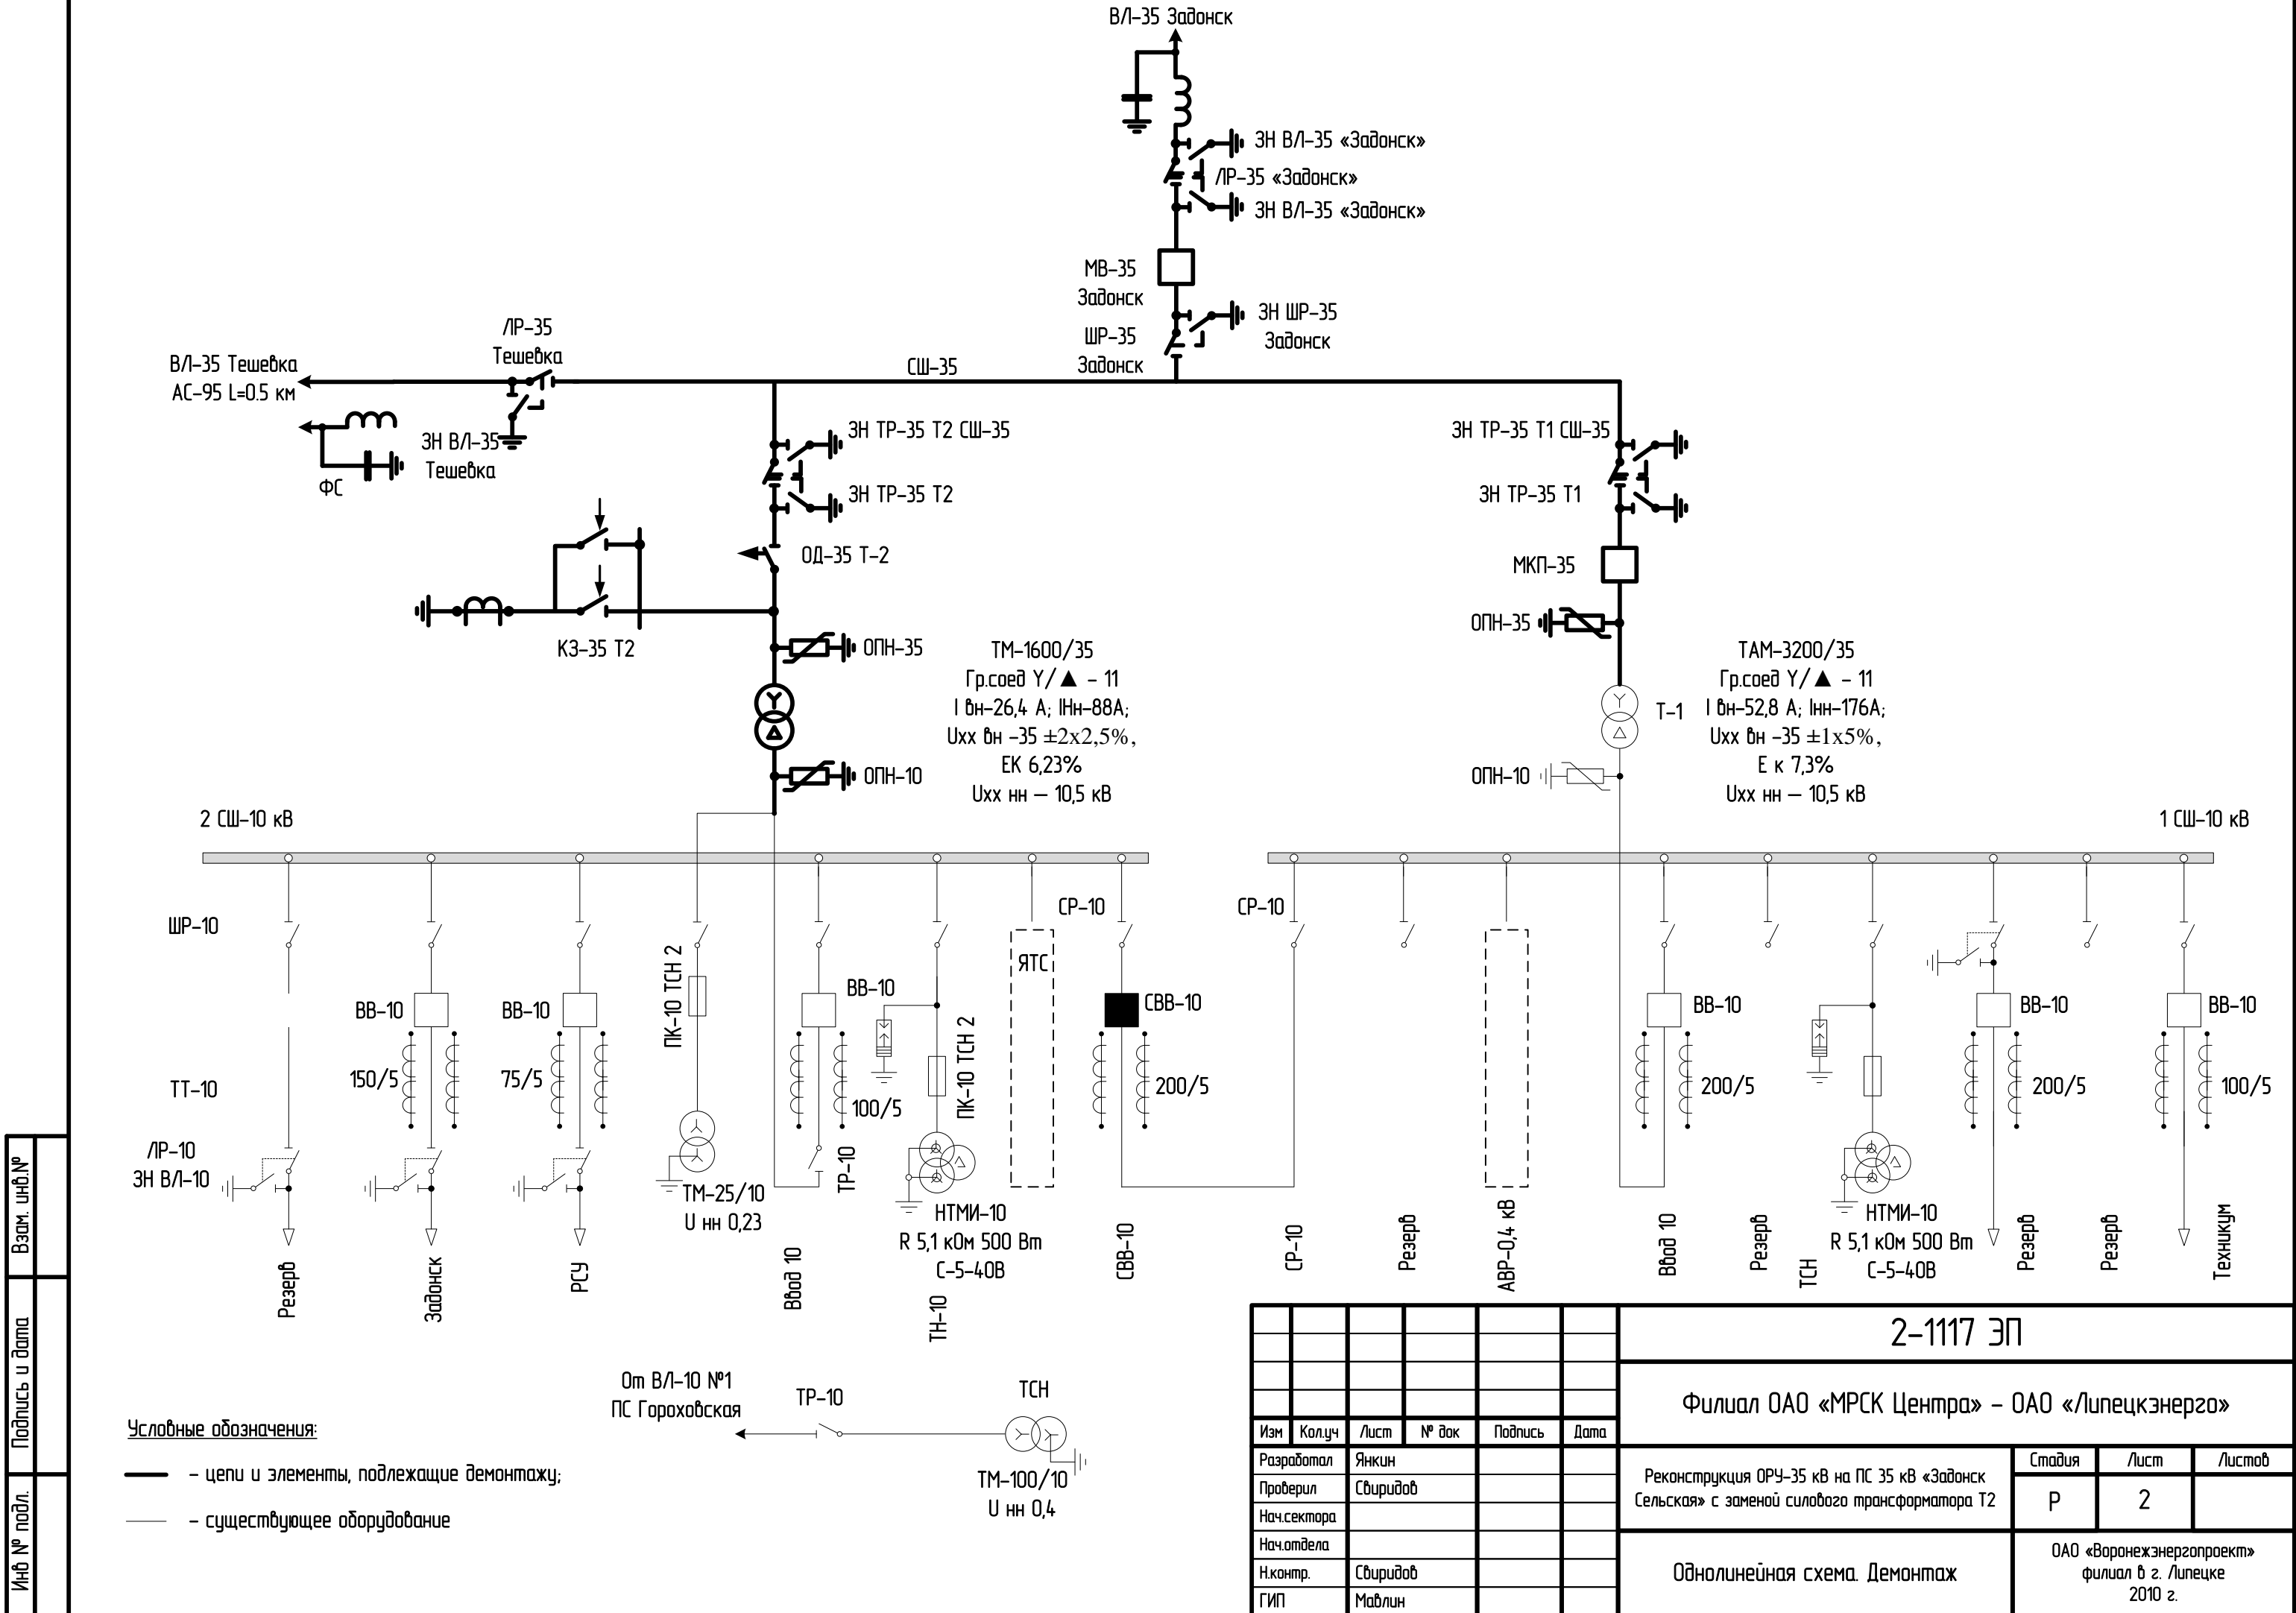 ВЛ-35 Задонск
ЗН ВЛ-35 «Задонск»
ЛР-35 «Задонск»
ЗН ВЛ-35 «Задонск»
МВ-35
Задонск
ЗН ШР-35
Задонск
ШР-35
Задонск
ЛР-35
Тешевка
ВЛ-35 Тешевка
АС-95 L=0.5 км
СШ-35
ЗН ВЛ-35
Тешевка
ФС
ЗН ТР-35 Т2 СШ-35
ЗН ТР-35 Т2
ОД-35 Т-2
КЗ-35 Т2
ОПН-35
ЗН ТР-35 Т1 СШ-35
ЗН ТР-35 Т1
МКП-35
ОПН-35
ТМ-1600/35
Гр.соед Y/▲ - 11
I вн-26,4 А; IНн-88А;
Uхх вн -35 ±2х2,5%,
ЕК 6,23%
Uхх нн — 10,5 кВ
ОПН-10
ТАМ-3200/35
Гр.соед Y/▲ - 11
I вн-52,8 А; Iнн-176А;
Uхх вн -35 ±1х5%,
Е к 7,3%
Uхх нн — 10,5 кВ
Т-1
ОПН-10
2 СШ-10 кВ
1 СШ-10 кВ
ШР-10
ТТ-10
ЛР-10
ЗН ВЛ-10
ВВ-10
150/5
ВВ-10
75/5
ПК-10 ТСН 2
ТМ-25/10
U нн 0,23
ВВ-10
100/5
ТР-10
ПК-10 ТСН 2
НТМИ-10
R 5,1 кОм 500 Вт
С-5-40В
ЯТС
СР-10
СВВ-10
200/5
СР-10
ВВ-10
200/5
НТМИ-10
R 5,1 кОм 500 Вт
С-5-40В
ВВ-10
200/5
ВВ-10
100/5
Резерв
Задонск
РСУ
Ввод 10
ТН-10
СВВ-10
СР-10
Резерв
АВР-0,4 кВ
Ввод 10
Резерв
ТСН
Резерв
Резерв
Техникум
От ВЛ-10 №1
ПС Гороховская
ТР-10
ТСН
ТМ-100/10
U нн 0,4
Условные обозначения:
- цепи и элементы, подлежащие демонтажу;
- существующее оборудование
Взам. инв.№
Подпись и дата
Инв № подл.
2-1117 ЭП
Филиал ОАО «МРСК Центра» - ОАО «Липецкэнерго»
Изм Кол.уч Лист № док Подпись Дата
Разработал Янкин
Проверил Свиридов
Нач.сектора
Нач.отдела
Н.контр. Свиридов
ГИП Мавлин
Реконструкция ОРУ-35 кВ на ПС 35 кВ «Задонск
Сельская» с заменой силового трансформатора Т2
Стадия Лист Листов
Р 2
Однолинейная схема. Демонтаж
ОАО «Воронежэнергопроект»
филиал в г. Липецке
2010 г.